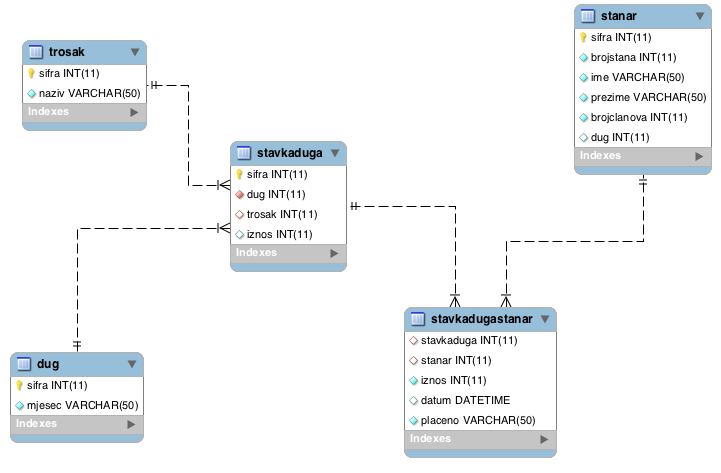 trosak
sifra INT(11)
naziv VARCHAR(50)
Indexes
stanar
sifra INT(11)
brojstana INT(11)
ime VARCHAR(50)
prezime VARCHAR(50)
brojclanova INT(11)
dug INT(11)
Indexes
stavkaduga
sifra INT(11)
dug INT(11)
trosak INT(11)
iznos INT(11)
Indexes
dug
sifra INT(11)
mjesec VARCHAR(50)
Indexes
stavkadugastanar
stavkaduga INT(11)
stanar INT(11)
iznos INT(11)
datum DATETIME
placeno VARCHAR(50)
Indexes